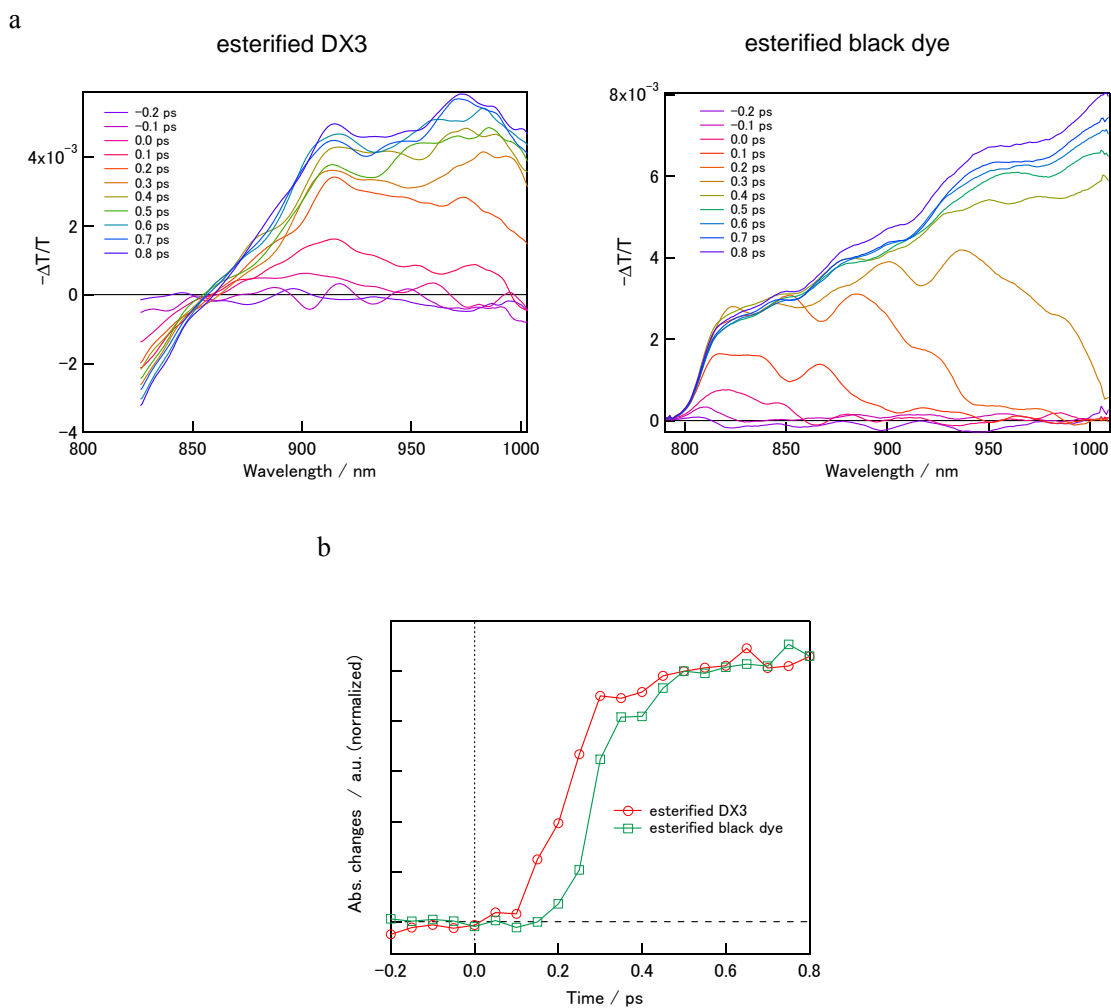 a
esterified DX3
esterified black dye
−0.2 ps
−0.1 ps
0.0 ps
0.1 ps
0.2 ps
0.3 ps
0.4 ps
0.5 ps
0.6 ps
0.7 ps
0.8 ps
4x10⁻³
2
0
−2
−4
−ΔT/T
800
850
900
950
1000
Wavelength / nm
−0.2 ps
−0.1 ps
0.0 ps
0.1 ps
0.2 ps
0.3 ps
0.4 ps
0.5 ps
0.6 ps
0.7 ps
0.8 ps
8x10⁻³
6
4
2
0
−ΔT/T
800
850
900
950
1000
Wavelength / nm
b
Abs. changes / a.u. (normalized)
esterified DX3
esterified black dye
−0.2
0.0
0.2
0.4
0.6
0.8
Time / ps